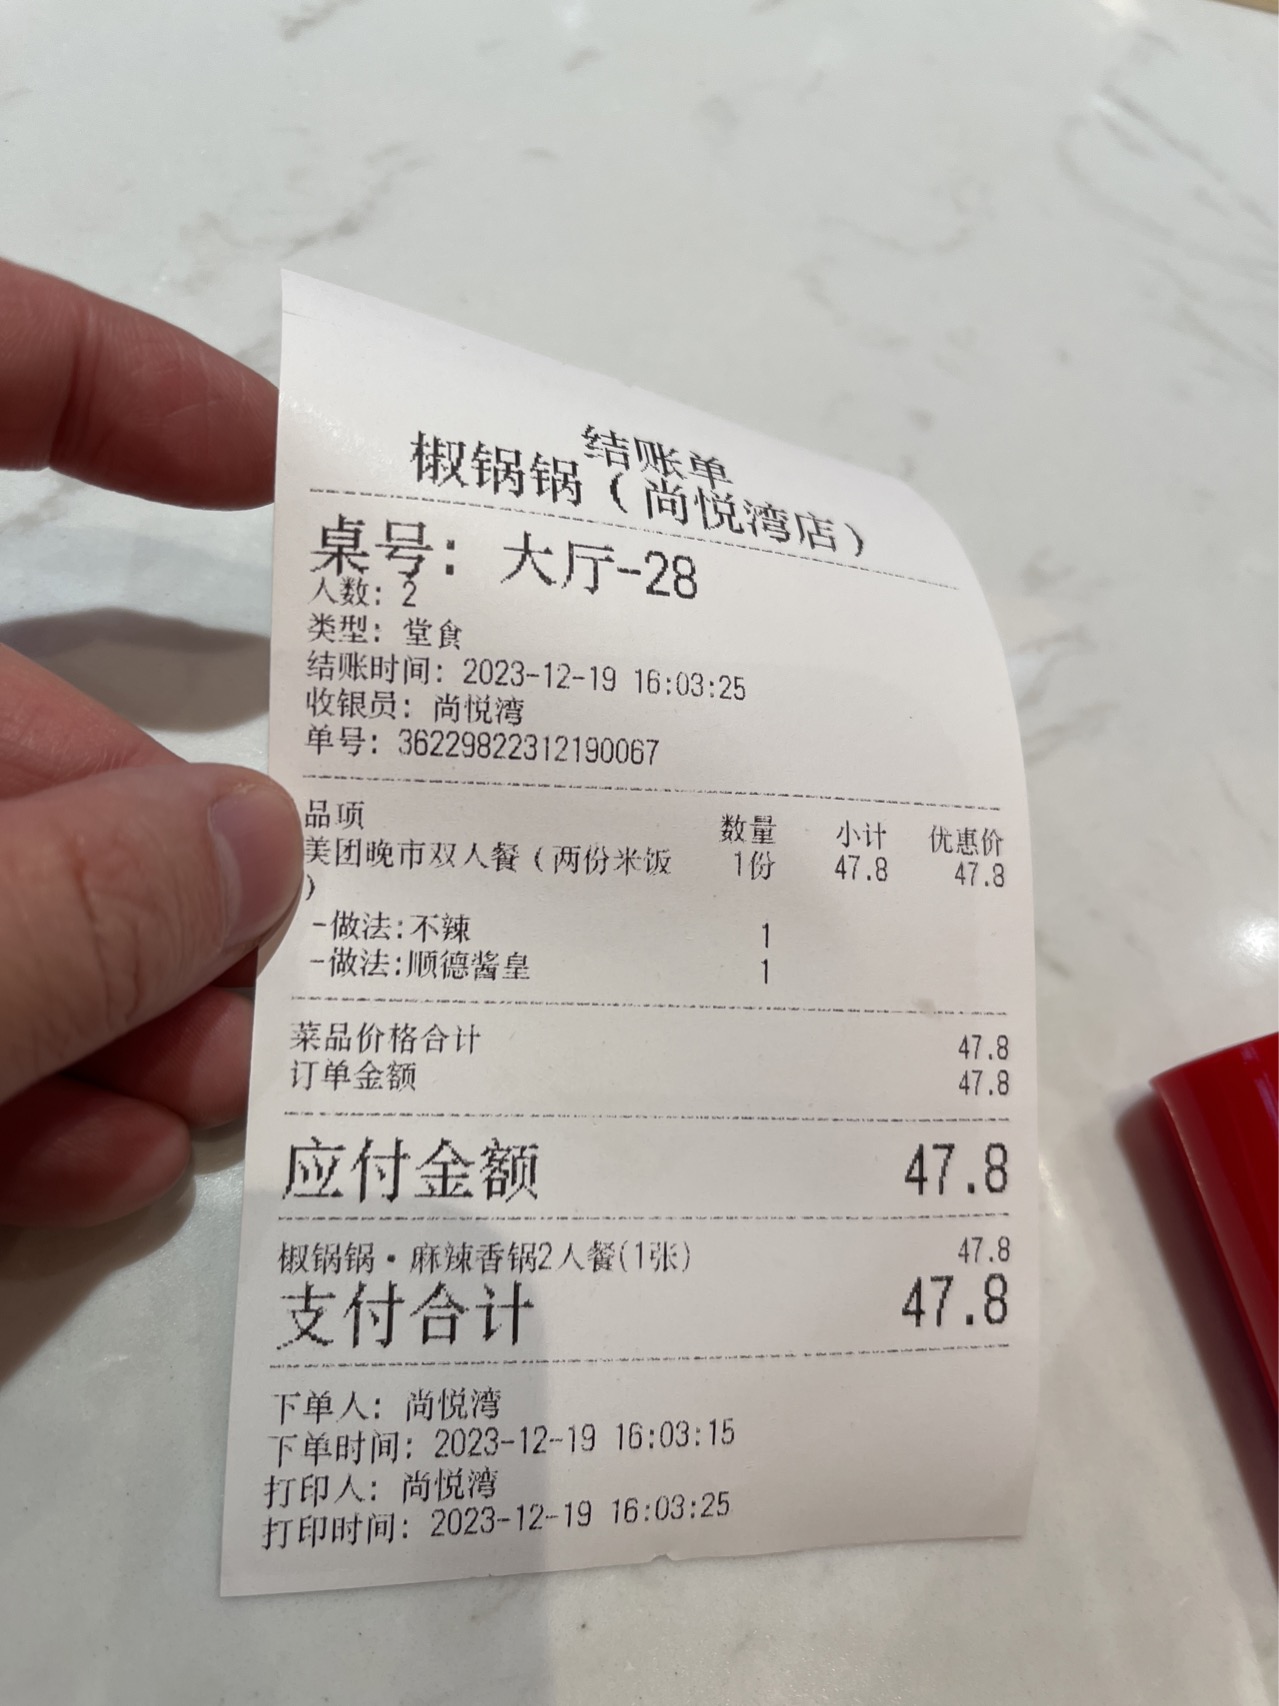 结账单
椒锅锅（尚悦湾店）
桌号：大厅-28
人数：2
类型：堂食
结账时间：2023-12-19 16:03:25
收银员：尚悦湾
单号：36229822312190067
品项 数量 小计 优惠价
美团晚市双人餐（两份米饭 1份 47.8 47.8
）
-做法:不辣 1
-做法:顺德酱皇 1
菜品价格合计 47.8
订单金额 47.8
应付金额 47.8
椒锅锅·麻辣香锅2人餐(1张) 47.8
支付合计 47.8
下单人：尚悦湾
下单时间：2023-12-19 16:03:15
打印人：尚悦湾
打印时间：2023-12-19 16:03:25